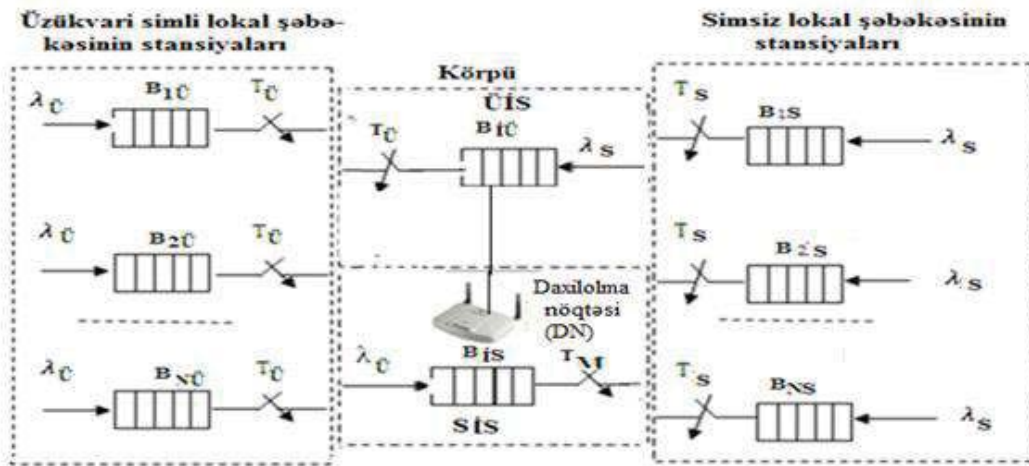 Üzükvari simli lokal şəbə-
kəsinin stansiyaları
Simsiz lokal şəbəkəsinin
stansiyaları
Körpü
λÜ
B1Ü
TÜ
λÜ
B2Ü
TÜ
λÜ
BNÜ
TÜ
ÜİS
TÜ
BİÜ
λS
Daxilolma
nöqtəsi
(DN)
λÜ
BİS
TM
SİS
TS
B1S
λS
TS
B2S
λS
TS
BNS
λS